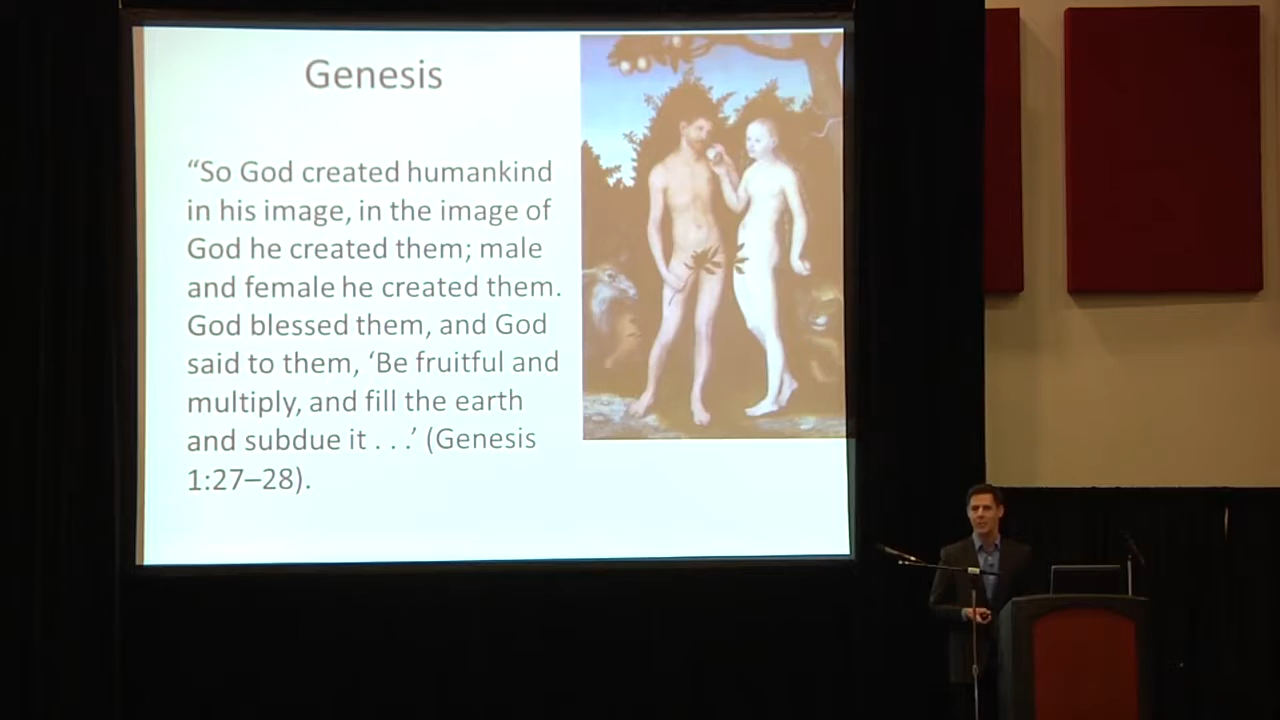 Genesis
“So God created humankind
in his image, in the image of
God he created them; male
and female he created them.
God blessed them, and God
said to them, ‘Be fruitful and
multiply, and fill the earth
and subdue it . . .’ (Genesis
1:27–28).